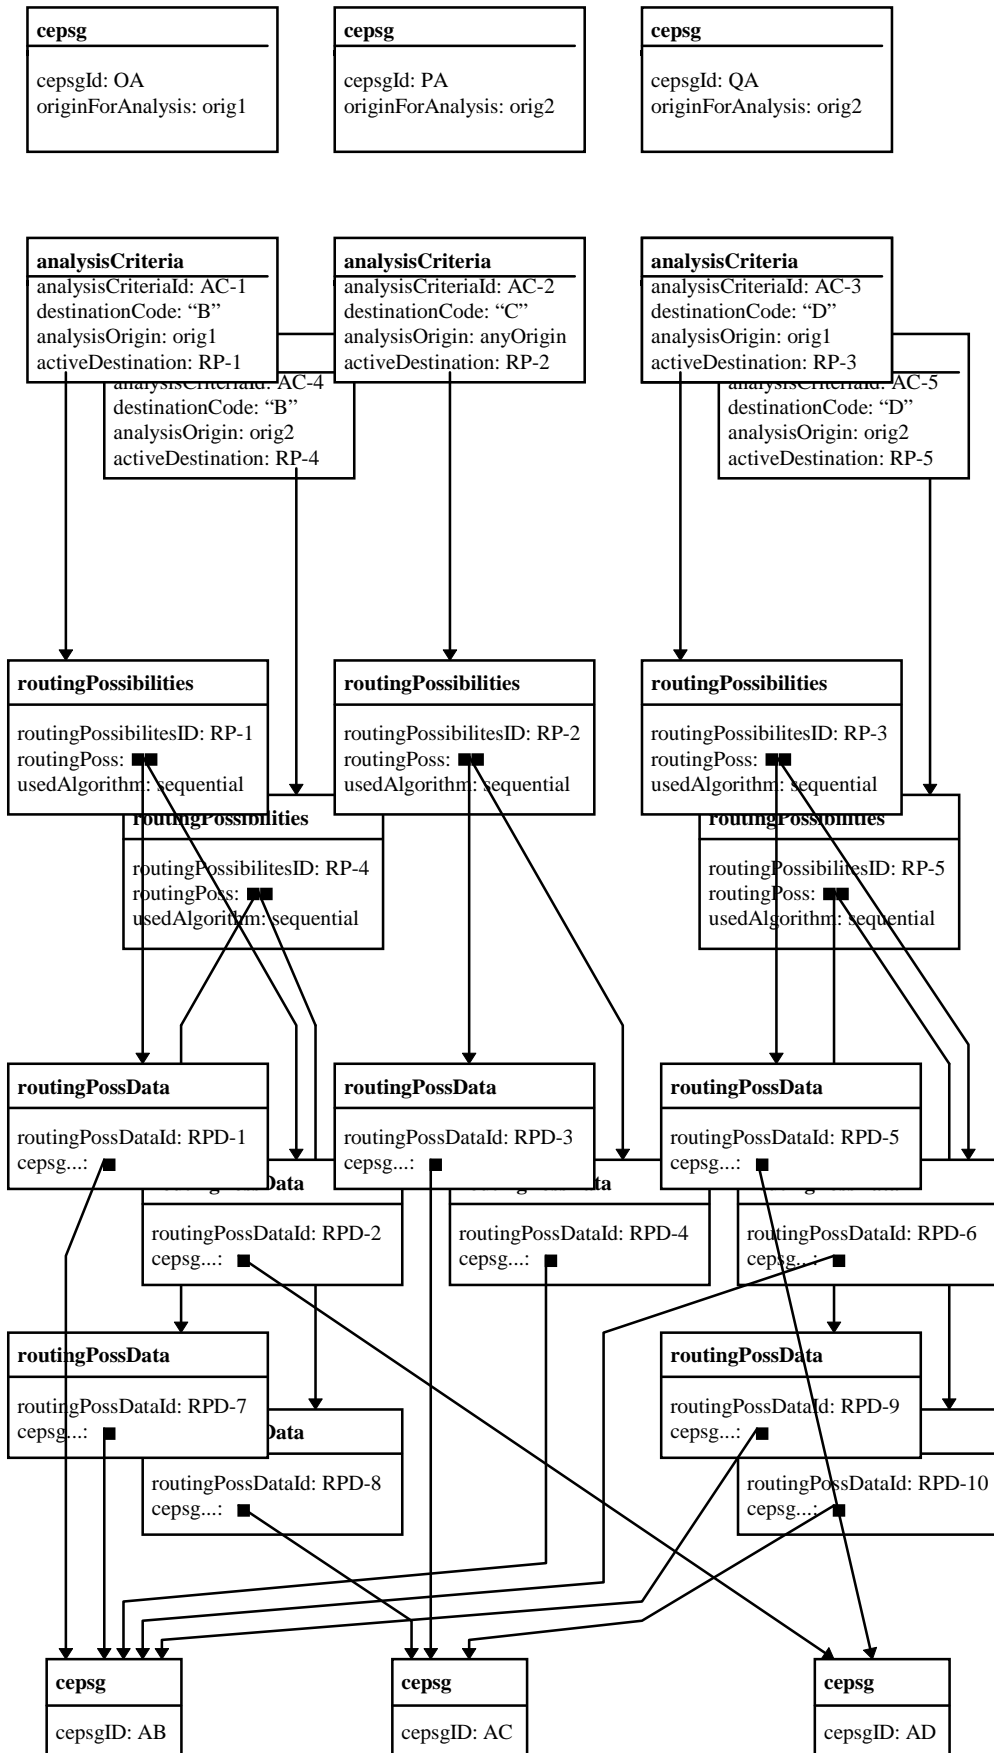 cepsg
cepsgId: OA
originForAnalysis: orig1
cepsg
cepsgId: PA
originForAnalysis: orig2
cepsg
cepsgId: QA
originForAnalysis: orig2
analysisCriteria
analysisCriteriaId: AC-1
destinationCode: “B”
analysisOrigin: orig1
activeDestination: RP-1
analysisCriteria
analysisCriteriaId: AC-2
destinationCode: “C”
analysisOrigin: anyOrigin
activeDestination: RP-2
analysisCriteria
analysisCriteriaId: AC-3
destinationCode: “D”
analysisOrigin: orig1
activeDestination: RP-3
analysisCriteriaId: AC-4
destinationCode: “B”
analysisOrigin: orig2
activeDestination: RP-4
analysisCriteriaId: AC-5
destinationCode: “D”
analysisOrigin: orig2
activeDestination: RP-5
routingPossibilities
routingPossibilitesID: RP-1
routingPoss:
usedAlgorithm: sequential
routingPossibilities
routingPossibilitesID: RP-2
routingPoss:
usedAlgorithm: sequential
routingPossibilities
routingPossibilitesID: RP-3
routingPoss:
usedAlgorithm: sequential
routingPossibilities
routingPossibilitesID: RP-4
routingPoss:
usedAlgorithm: sequential
routingPossibilities
routingPossibilitesID: RP-5
routingPoss:
usedAlgorithm: sequential
routingPossData
routingPossDataId: RPD-1
cepsg...:
routingPossData
routingPossDataId: RPD-3
cepsg...:
routingPossData
routingPossDataId: RPD-5
cepsg...:
routingPossDataId: RPD-2
cepsg...:
routingPossDataId: RPD-4
cepsg...:
routingPossDataId: RPD-6
cepsg...:
routingPossData
routingPossDataId: RPD-7
cepsg...:
routingPossData
routingPossDataId: RPD-9
cepsg...:
Data
routingPossDataId: RPD-8
cepsg...:
routingPossDataId: RPD-10
cepsg...:
cepsg
cepsgID: AB
cepsg
cepsgID: AC
cepsg
cepsgID: AD